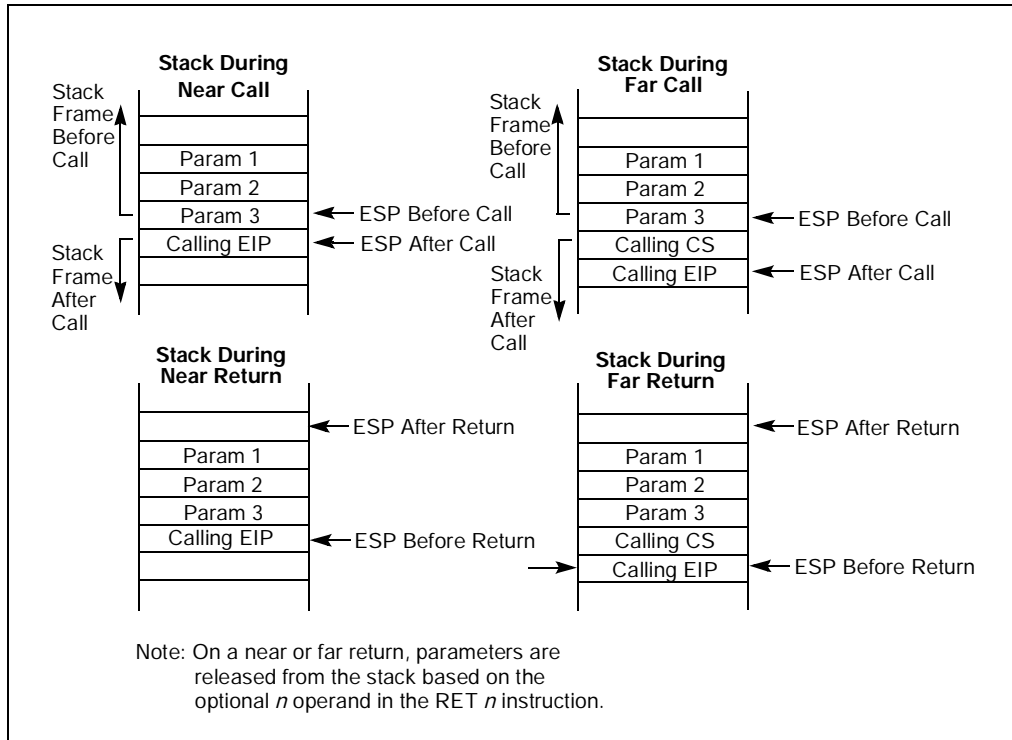 Stack During
Near Call
Stack
Frame
Before
Call
Param 1
Param 2
Param 3
Calling EIP
ESP Before Call
ESP After Call
Stack
Frame
After
Call
Stack During
Far Call
Stack
Frame
Before
Call
Param 1
Param 2
Param 3
Calling CS
Calling EIP
ESP Before Call
ESP After Call
Stack
Frame
After
Call
Stack During
Near Return
ESP After Return
Param 1
Param 2
Param 3
Calling EIP
ESP Before Return
Stack During
Far Return
ESP After Return
Param 1
Param 2
Param 3
Calling CS
Calling EIP
ESP Before Return
Note: On a near or far return, parameters are
released from the stack based on the
optional n operand in the RET n instruction.